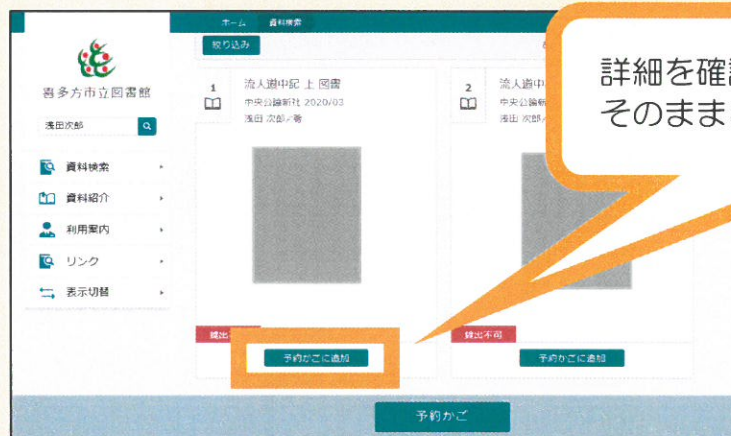 ホーム 資料検索
絞り込み
喜多方市立図書館
浅田次郎
資料検索
資料紹介
利用案内
リンク
表示切替
1
流人道中記 上 図書
中央公論新社 2020/03
浅田 次郎／著
貸出
予約かごに追加
2
流人道中
中央公論新
浅田 次郎
貸出不可
予約かごに追加
詳細を確
そのまま
予約かご